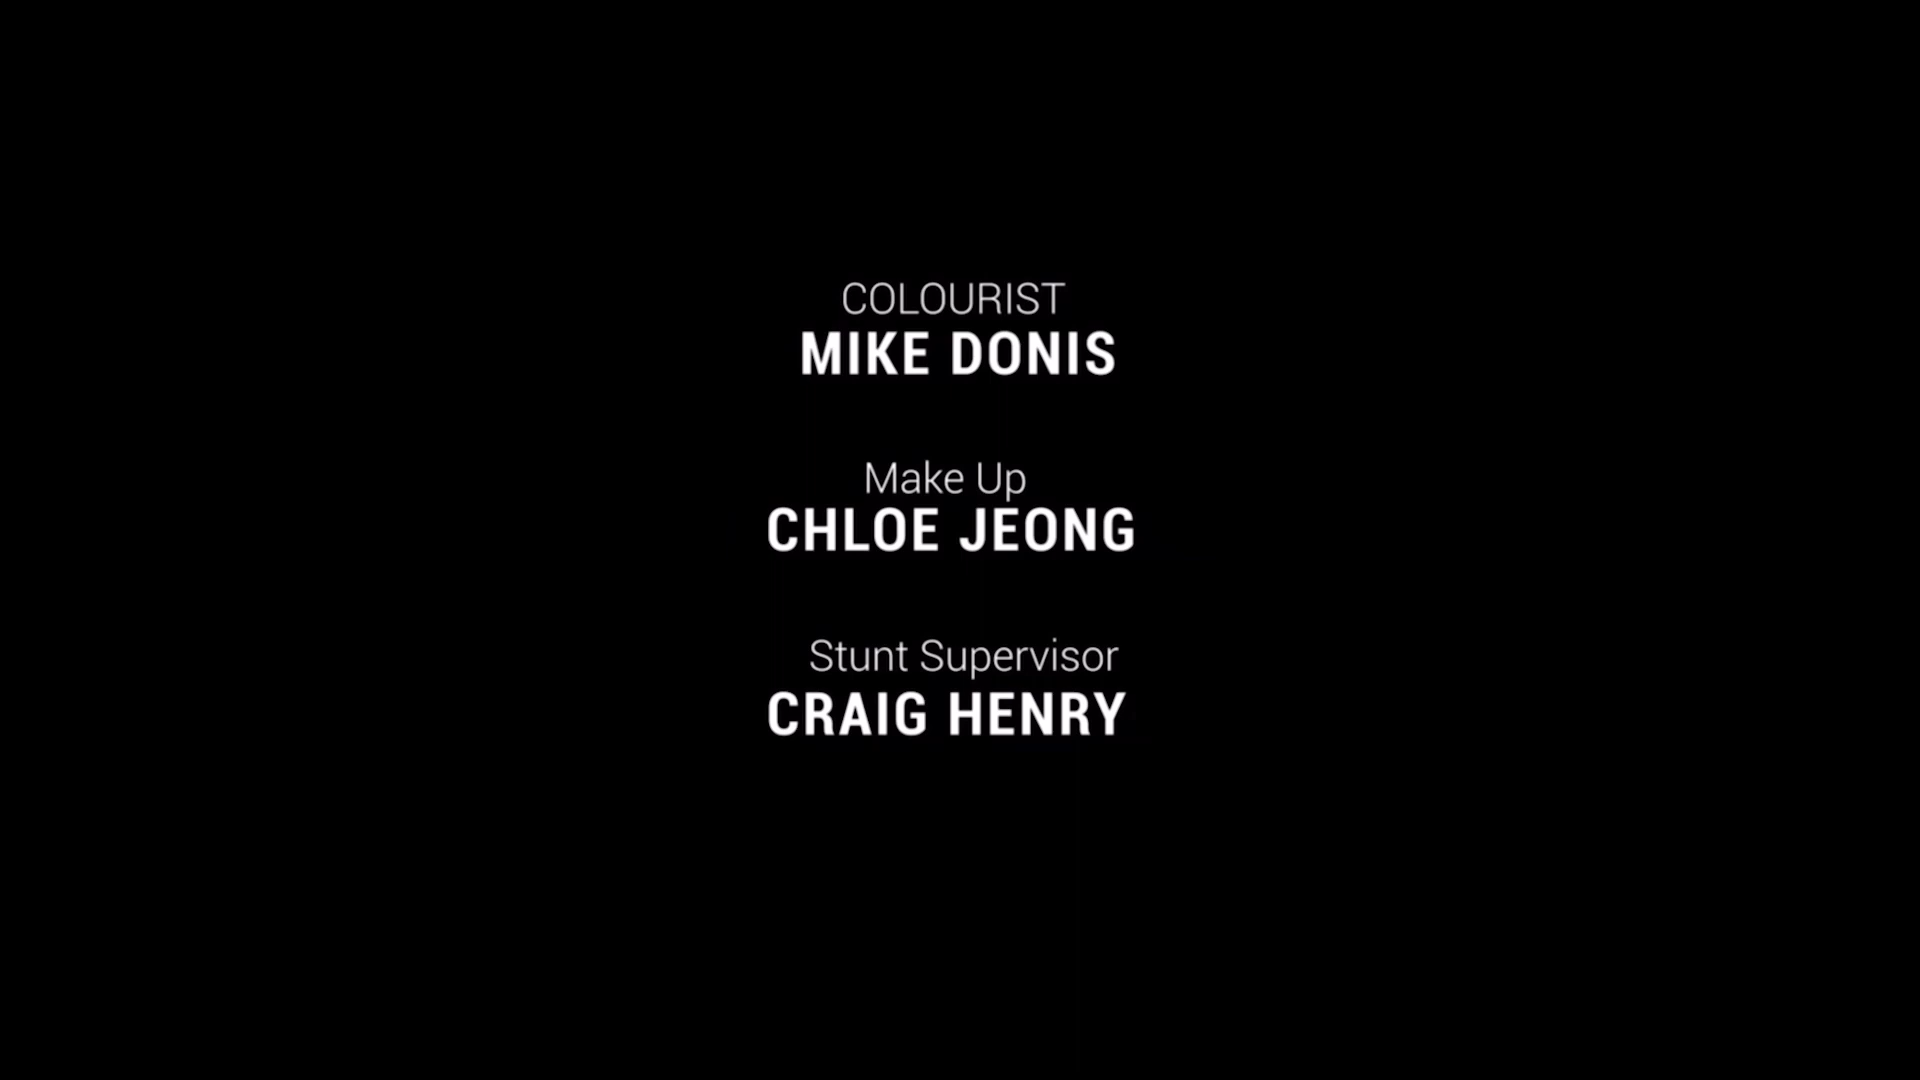 COLOURIST
MIKE DONIS
Make Up
CHLOE JEONG
Stunt Supervisor
CRAIG HENRY